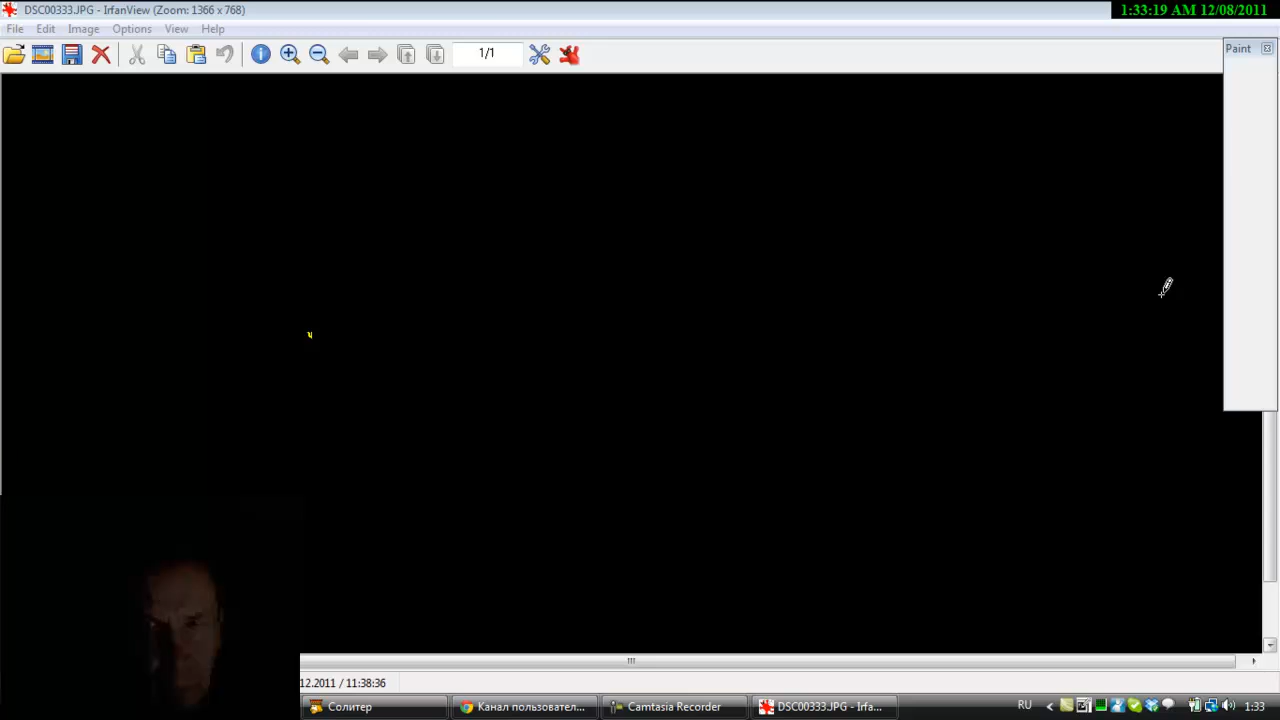 DSC00333.JPG - IrfanView (Zoom: 1366 x 768)
1:33:19 AM 12/08/2011
File Edit Image Options View Help
1/1
Paint
12.2011 / 11:38:36
Солитер
Канал пользовател...
Camtasia Recorder
DSC00333.JPG - Irfa...
RU
1:33